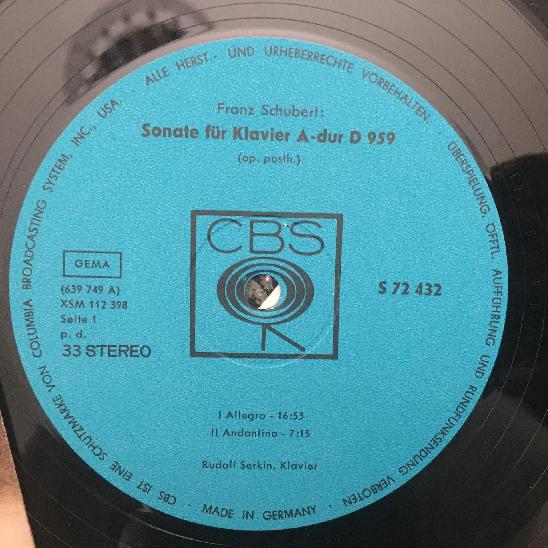 ALLE HERST.- UND URHEBERRECHTE VORBEHALTEN. · ÜBERSPIELUNG, ÖFFTL. AUFFÜHRUNG UND RUNDFUNKSENDUNG VERBOTEN · MADE IN GERMANY · CBS IST EINE SCHUTZMARKE VON COLUMBIA BROADCASTING SYSTEM, INC., USA. ·
Franz Schubert:
Sonate für Klavier A-dur D 959
(op. posth.)
CBS
GEMA
(639 749 A)
XSM 112 398
Seite 1
p. d.
33 STEREO
S 72 432
I Allegro - 16:53
II Andantino - 7:15
Rudolf Serkin, Klavier